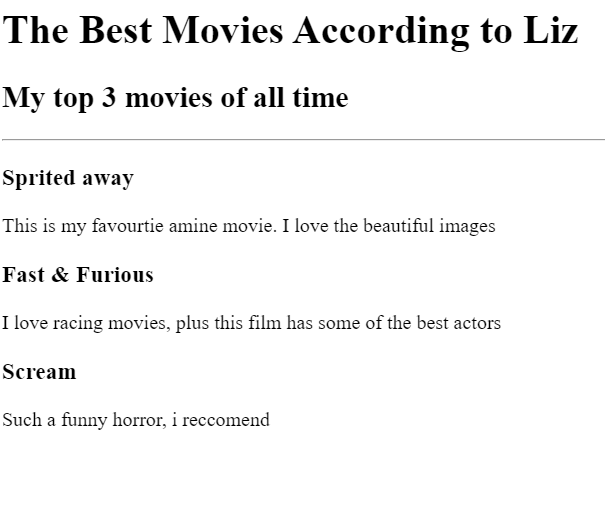 The Best Movies According to Liz
My top 3 movies of all time
Sprited away
This is my favourtie amine movie. I love the beautiful images
Fast & Furious
I love racing movies, plus this film has some of the best actors
Scream
Such a funny horror, i reccomend